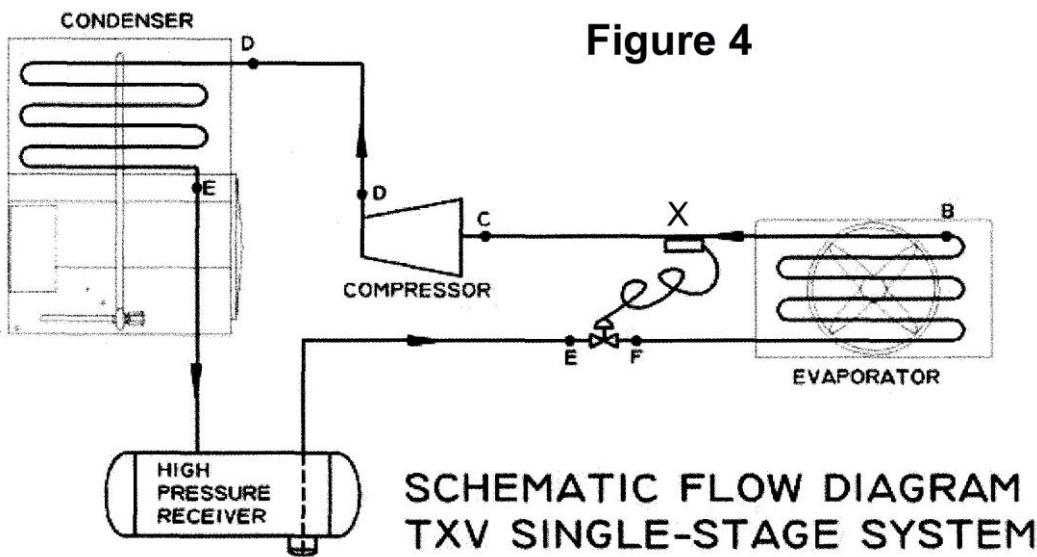 CONDENSER
Figure 4
D
E
D
C
X
B
COMPRESSOR
E
F
EVAPORATOR
HIGH
PRESSURE
RECEIVER
SCHEMATIC FLOW DIAGRAM
TXV SINGLE-STAGE SYSTEM